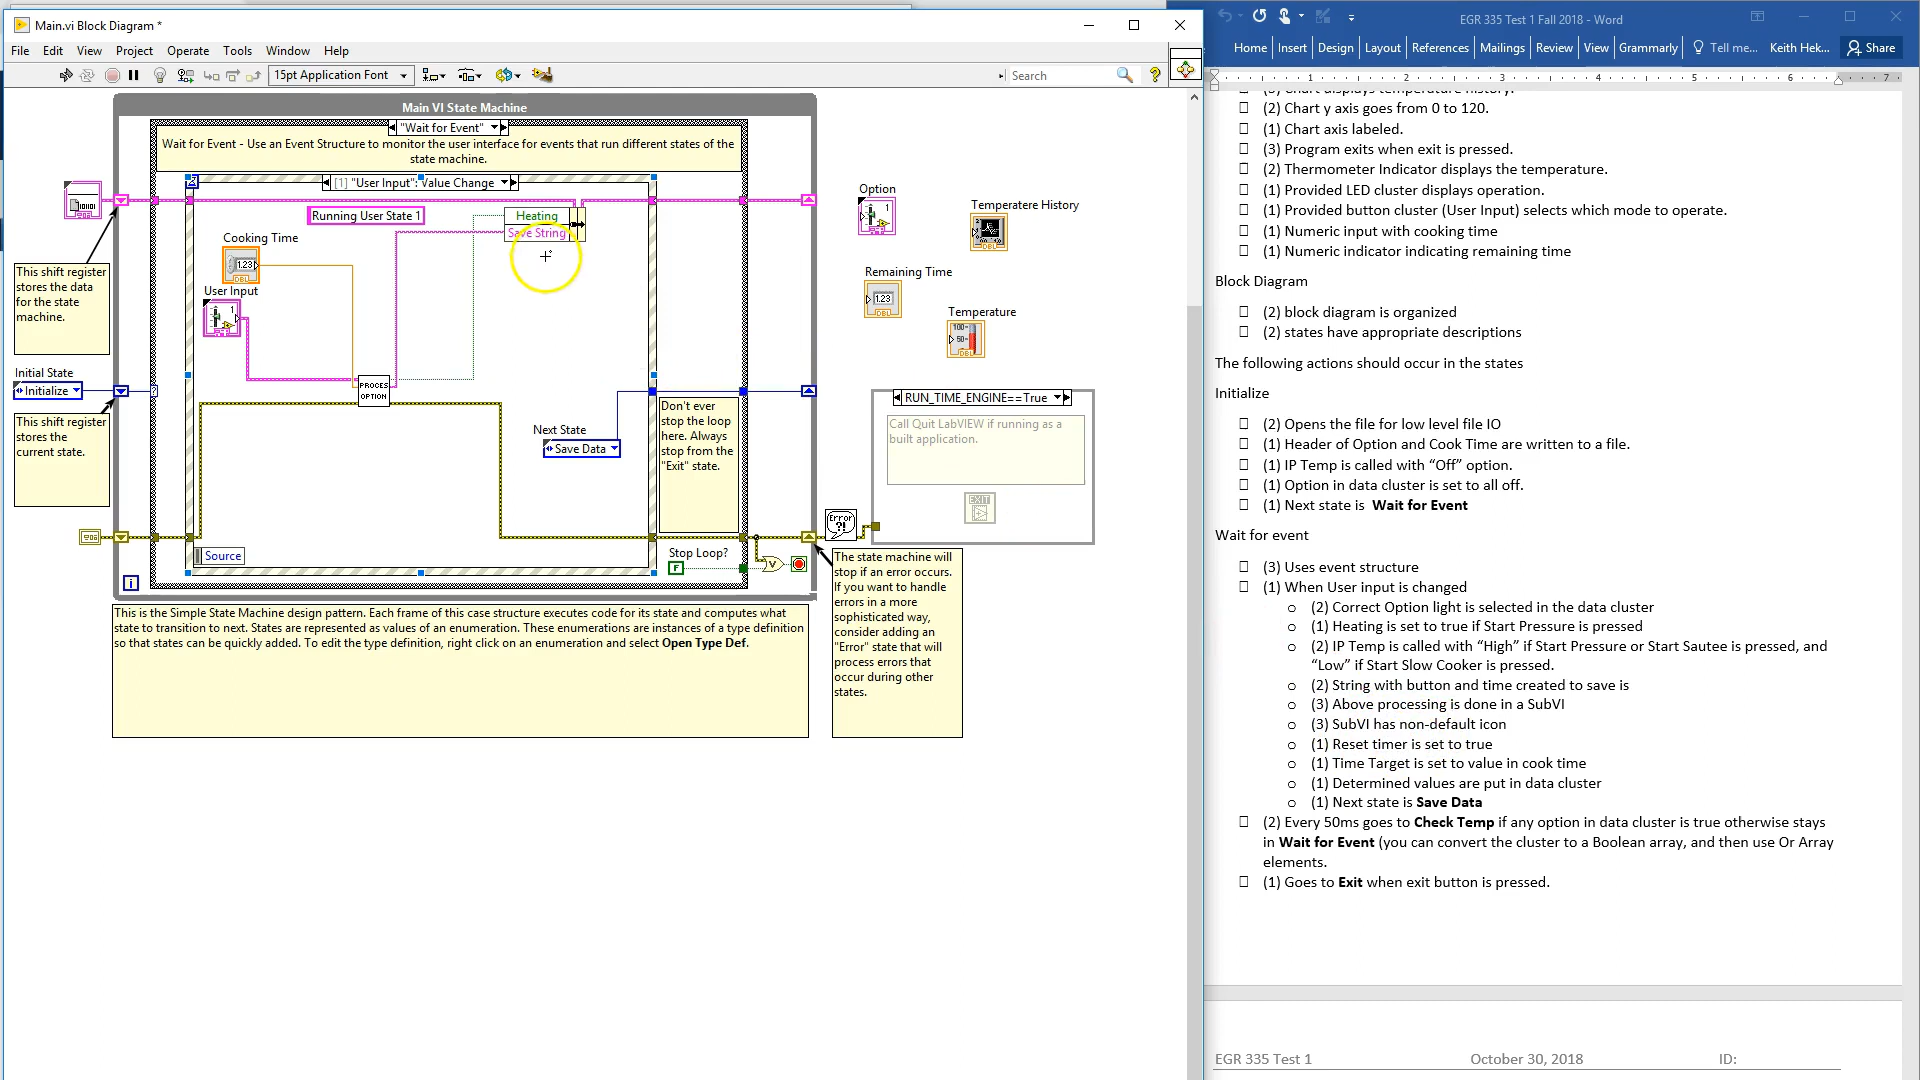 Main.vi Block Diagram *
File Edit View Project Operate Tools Window Help
15pt Application Font
Search
Main VI State Machine
"Wait for Event"
Wait for Event - Use an Event Structure to monitor the user interface for events that run different states of the
state machine.
[1] "User Input": Value Change
Running User State 1
Heating
Save String
Cooking Time
1.23
DBL
User Input
PROCES
OPTION
Next State
Save Data
Don't ever
stop the loop
here. Always
stop from the
"Exit" state.
Source
Stop Loop?
F
i
This shift register
stores the data
for the state
machine.
Initial State
Initialize
This shift register
stores the
current state.
Option
Temperatere History
DBL
Remaining Time
1.23
DBL
Temperature
100-
50-
DBL
RUN_TIME_ENGINE==True
Call Quit LabVIEW if running as a
built application.
EXIT
Error
?!
The state machine will
stop if an error occurs.
If you want to handle
errors in a more
sophisticated way,
consider adding an
"Error" state that will
process errors that
occur during other
states.
This is the Simple State Machine design pattern. Each frame of this case structure executes code for its state and computes what
state to transition to next. States are represented as values of an enumeration. These enumerations are instances of a type definition
so that states can be quickly added. To edit the type definition, right click on an enumeration and select Open Type Def.
EGR 335 Test 1 Fall 2018 - Word
Home Insert Design Layout References Mailings Review View Grammarly Tell me... Keith Hek... Share
1 2 3 4 5 6 7
(3) Chart displays temperature history.
(2) Chart y axis goes from 0 to 120.
(1) Chart axis labeled.
(3) Program exits when exit is pressed.
(2) Thermometer Indicator displays the temperature.
(1) Provided LED cluster displays operation.
(1) Provided button cluster (User Input) selects which mode to operate.
(1) Numeric input with cooking time
(1) Numeric indicator indicating remaining time
Block Diagram
(2) block diagram is organized
(2) states have appropriate descriptions
The following actions should occur in the states
Initialize
(2) Opens the file for low level file IO
(1) Header of Option and Cook Time are written to a file.
(1) IP Temp is called with “Off” option.
(1) Option in data cluster is set to all off.
(1) Next state is Wait for Event
Wait for event
(3) Uses event structure
(1) When User input is changed
o (2) Correct Option light is selected in the data cluster
o (1) Heating is set to true if Start Pressure is pressed
o (2) IP Temp is called with “High” if Start Pressure or Start Sautee is pressed, and
“Low” if Start Slow Cooker is pressed.
o (2) String with button and time created to save is
o (3) Above processing is done in a SubVI
o (3) SubVI has non-default icon
o (1) Reset timer is set to true
o (1) Time Target is set to value in cook time
o (1) Determined values are put in data cluster
o (1) Next state is Save Data
(2) Every 50ms goes to Check Temp if any option in data cluster is true otherwise stays
in Wait for Event (you can convert the cluster to a Boolean array, and then use Or Array
elements.
(1) Goes to Exit when exit button is pressed.
EGR 335 Test 1 October 30, 2018 ID: